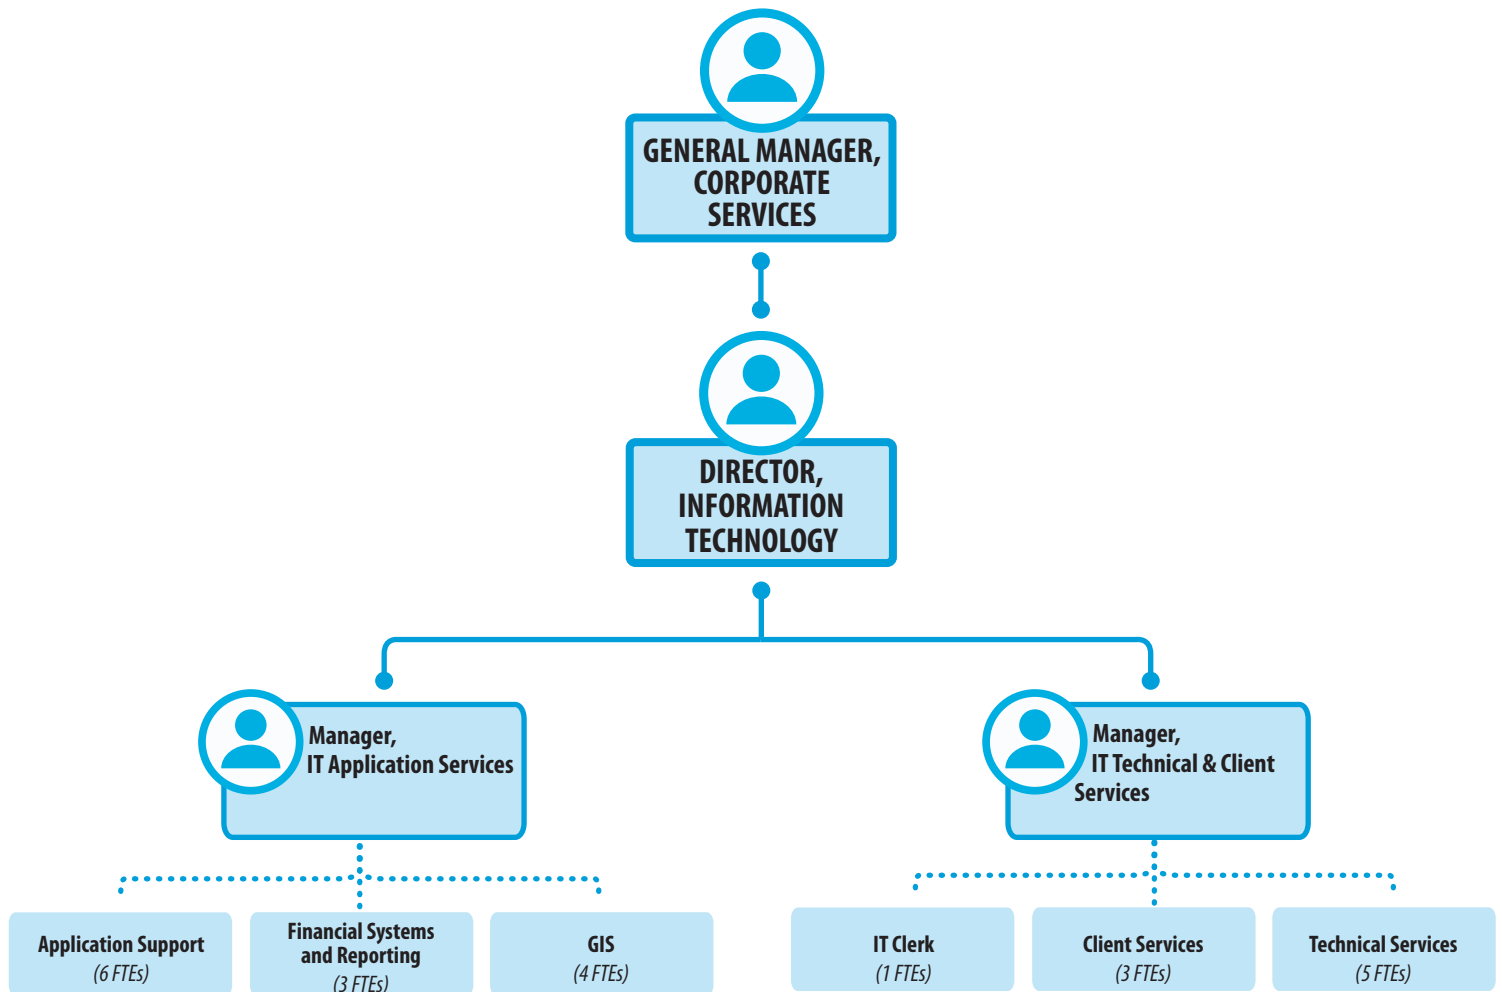 GENERAL MANAGER,
CORPORATE
SERVICES
DIRECTOR,
INFORMATION
TECHNOLOGY
Manager,
IT Application Services
Manager,
IT Technical & Client
Services
Application Support
(6 FTEs)
Financial Systems
and Reporting
(3 FTEs)
GIS
(4 FTEs)
IT Clerk
(1 FTEs)
Client Services
(3 FTEs)
Technical Services
(5 FTEs)